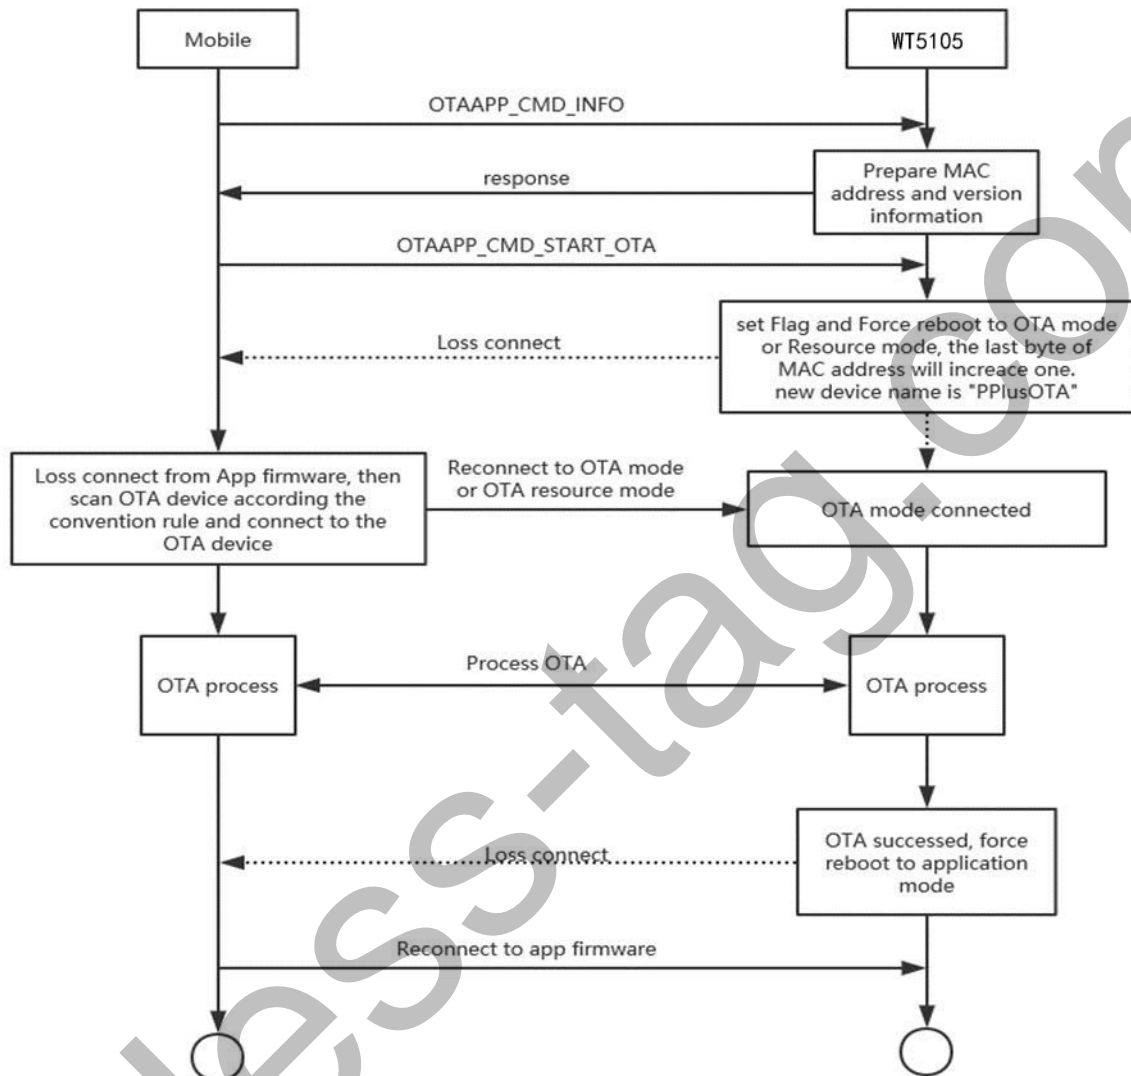 Mobile
WT5105
OTAAPP_CMD_INFO
Prepare MAC
address and version
information
response
OTAAPP_CMD_START_OTA
set Flag and Force reboot to OTA mode
or Resource mode, the last byte of
MAC address will increace one.
new device name is "PPlusOTA"
Loss connect
Loss connect from App firmware, then
scan OTA device according the
convention rule and connect to the
OTA device
Reconnect to OTA mode
or OTA resource mode
OTA mode connected
OTA process
Process OTA
OTA process
OTA successed, force
reboot to application
mode
Loss connect
Reconnect to app firmware
less-tag.com